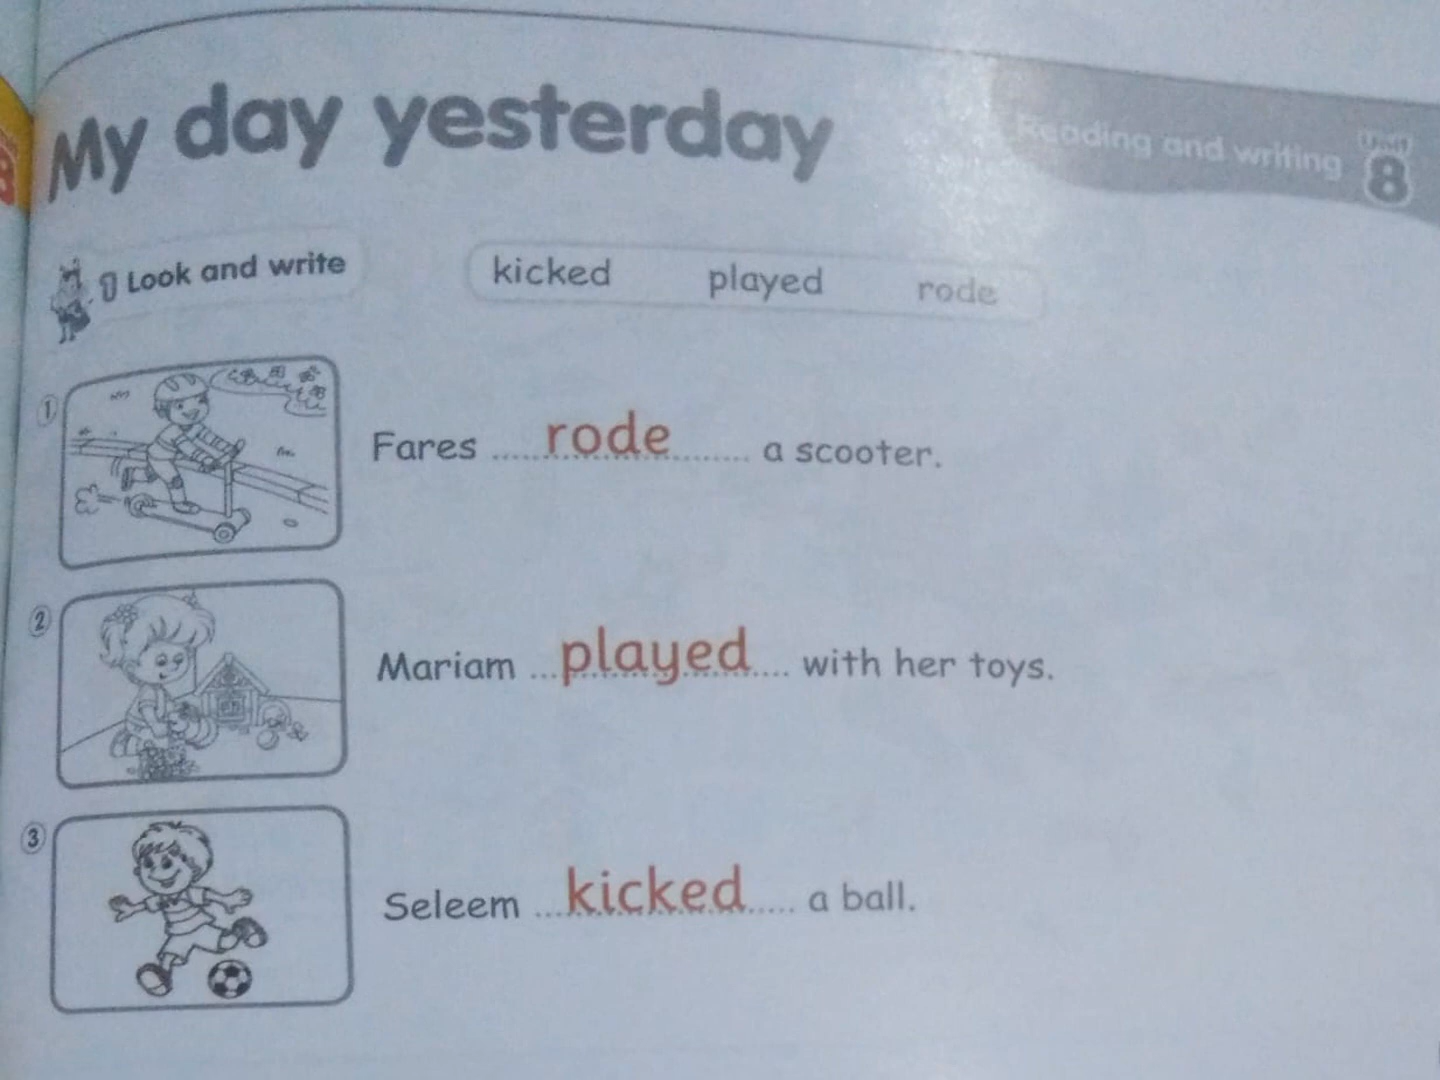 My day yesterday
Reading and writing Unit 8
Look and write
kicked played rode
1 Fares ..... rode ........ a scooter.
2 Mariam ... played .... with her toys.
3 Seleem ... kicked ..... a ball.